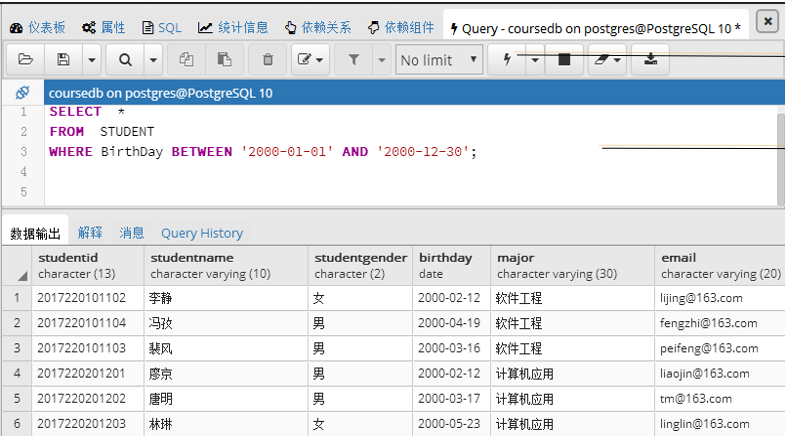 仪表板 属性 SQL 统计信息 依赖关系 依赖组件 Query - coursedb on postgres@PostgreSQL 10 *
No limit
coursedb on postgres@PostgreSQL 10
1 SELECT *
2 FROM STUDENT
3 WHERE BirthDay BETWEEN '2000-01-01' AND '2000-12-30';
4
5
数据输出 解释 消息 Query History
studentid studentname studentgender birthday major email
character (13) character varying (10) character (2) date character varying (30) character varying (20)
1 2017220101102 李静 女 2000-02-12 软件工程 lijing@163.com
2 2017220101104 冯孜 男 2000-04-19 软件工程 fengzhi@163.com
3 2017220101103 裴风 男 2000-03-16 软件工程 peifeng@163.com
4 2017220201201 廖京 男 2000-02-12 计算机应用 liaojin@163.com
5 2017220201202 唐明 男 2000-03-17 计算机应用 tm@163.com
6 2017220201203 林琳 女 2000-05-23 计算机应用 linglin@163.com